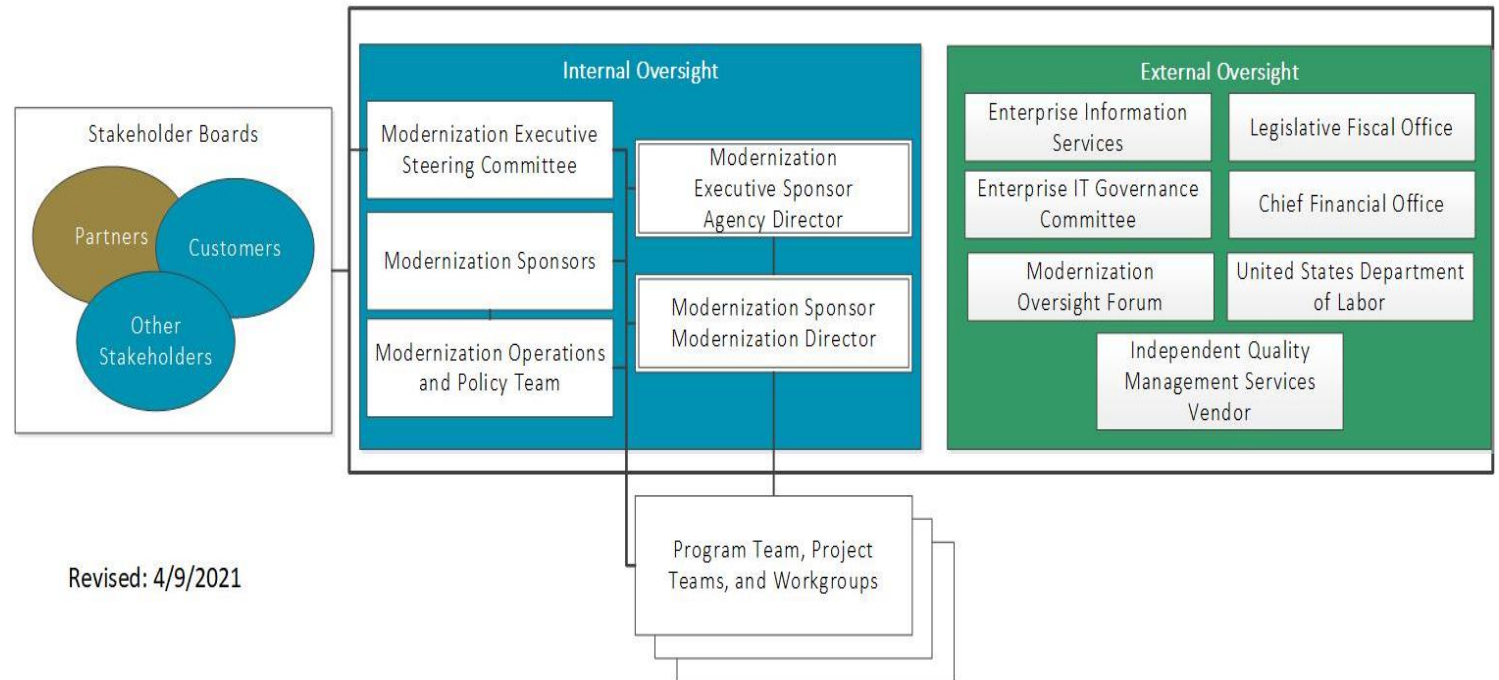 Stakeholder Boards
Partners
Customers
Other
Stakeholders
Internal Oversight
Modernization Executive
Steering Committee
Modernization Sponsors
Modernization Operations
and Policy Team
Modernization
Executive Sponsor
Agency Director
Modernization Sponsor
Modernization Director
External Oversight
Enterprise Information
Services
Legislative Fiscal Office
Enterprise IT Governance
Committee
Chief Financial Office
Modernization
Oversight Forum
United States Department
of Labor
Independent Quality
Management Services
Vendor
Program Team, Project
Teams, and Workgroups
Revised: 4/9/2021